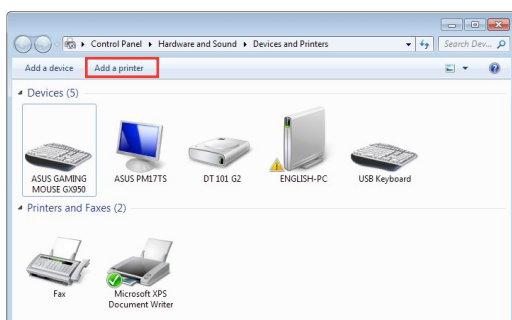 Control Panel ▸ Hardware and Sound ▸ Devices and Printers
Search Dev...
Add a device
Add a printer
Devices (5)
ASUS GAMING
MOUSE GX950
ASUS PM17TS
DT 101 G2
ENGLISH-PC
USB Keyboard
Printers and Faxes (2)
Fax
Microsoft XPS
Document Writer